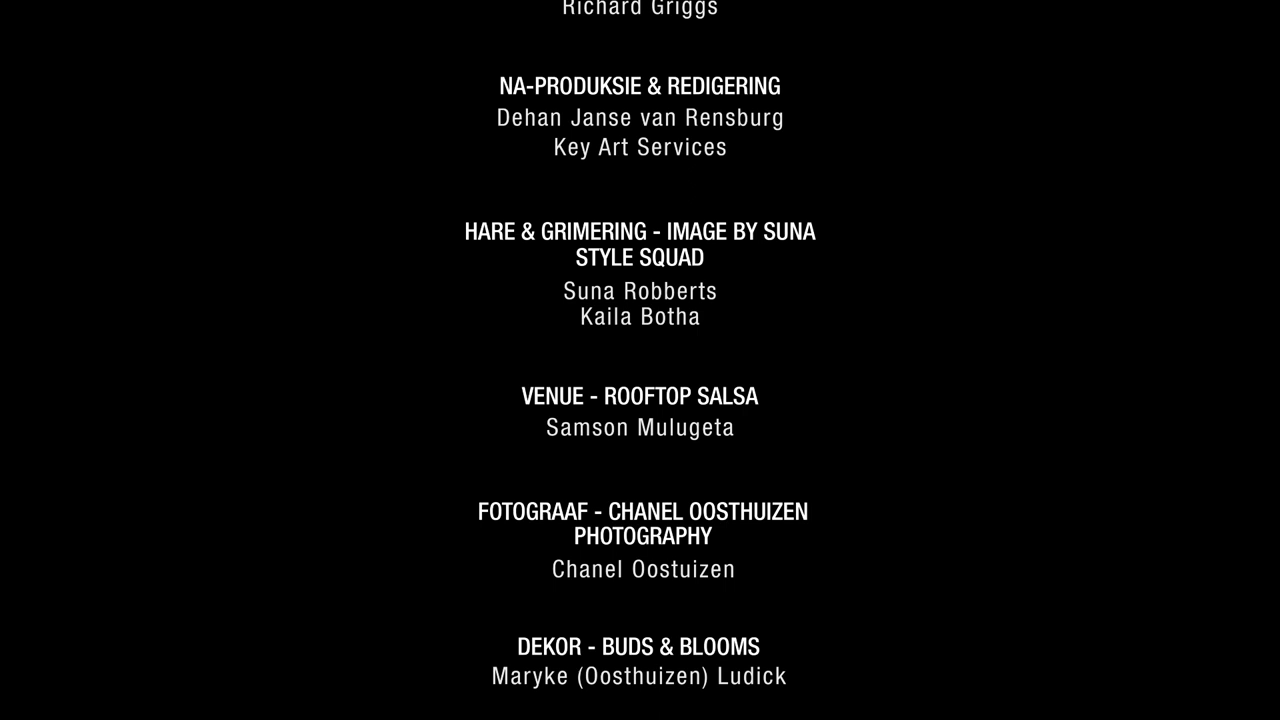 Richard Griggs
NA-PRODUKSIE & REDIGERING
Dehan Janse van Rensburg
Key Art Services
HARE & GRIMERING - IMAGE BY SUNA
STYLE SQUAD
Suna Robberts
Kaila Botha
VENUE - ROOFTOP SALSA
Samson Mulugeta
FOTOGRAAF - CHANEL OOSTHUIZEN
PHOTOGRAPHY
Chanel Oostuizen
DEKOR - BUDS & BLOOMS
Maryke (Oosthuizen) Ludick